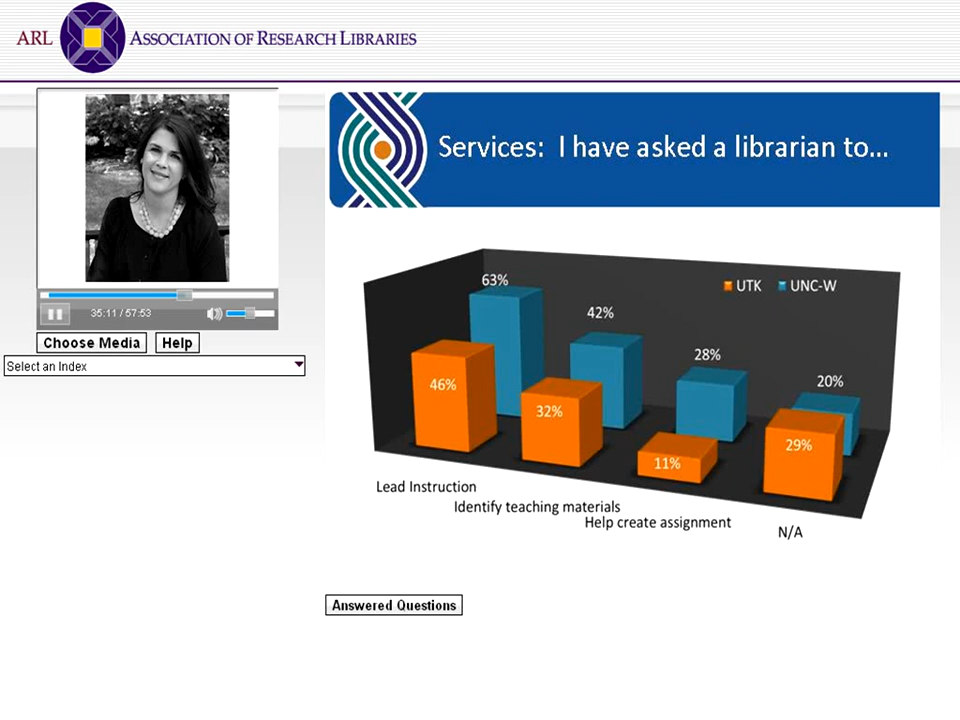 ARL ASSOCIATION OF RESEARCH LIBRARIES
Services: I have asked a librarian to...
35:11 / 57:53
Choose Media
Help
Select an Index
UTK
UNC-W
63%
42%
28%
20%
46%
32%
11%
29%
Lead Instruction
Identify teaching materials
Help create assignment
N/A
Answered Questions